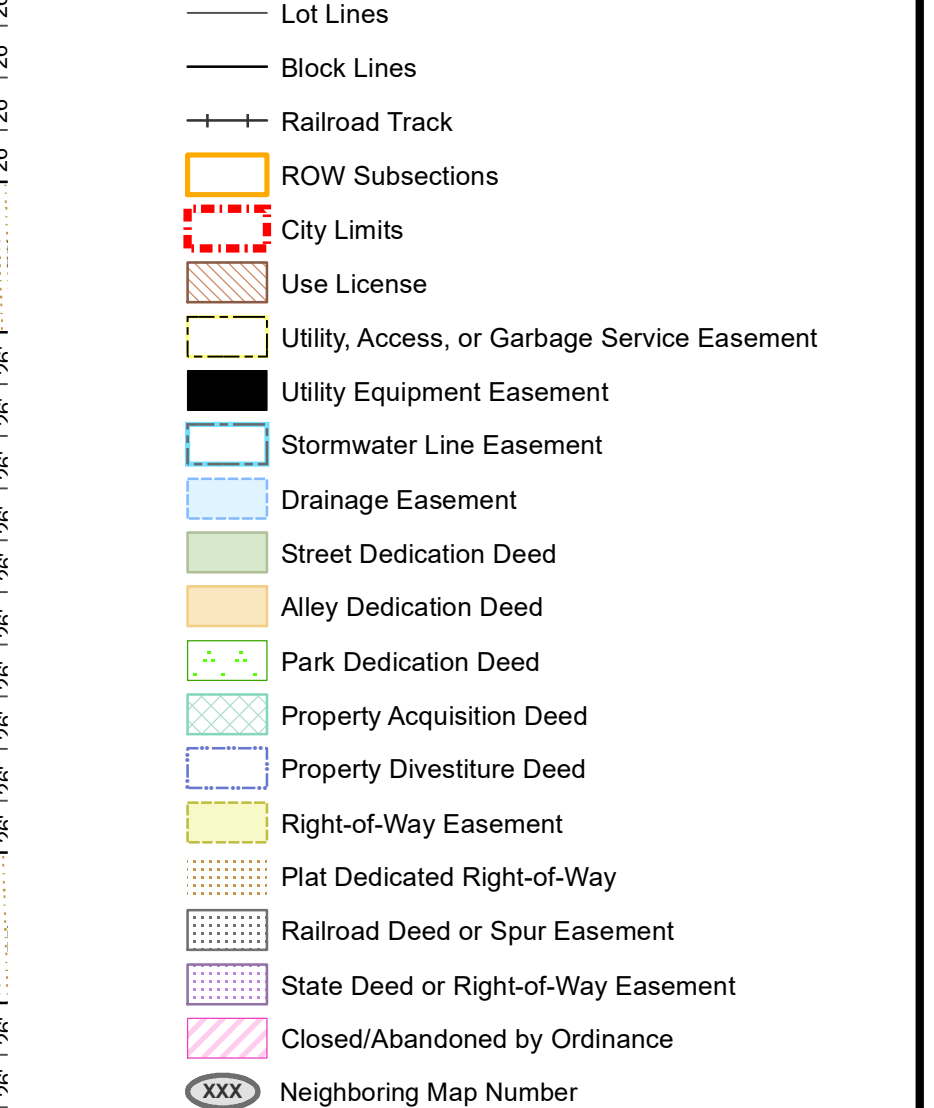 Lot Lines
Block Lines
Railroad Track
ROW Subsections
City Limits
Use License
Utility, Access, or Garbage Service Easement
Utility Equipment Easement
Stormwater Line Easement
Drainage Easement
Street Dedication Deed
Alley Dedication Deed
Park Dedication Deed
Property Acquisition Deed
Property Divestiture Deed
Right-of-Way Easement
Plat Dedicated Right-of-Way
Railroad Deed or Spur Easement
State Deed or Right-of-Way Easement
Closed/Abandoned by Ordinance
XXX Neighboring Map Number